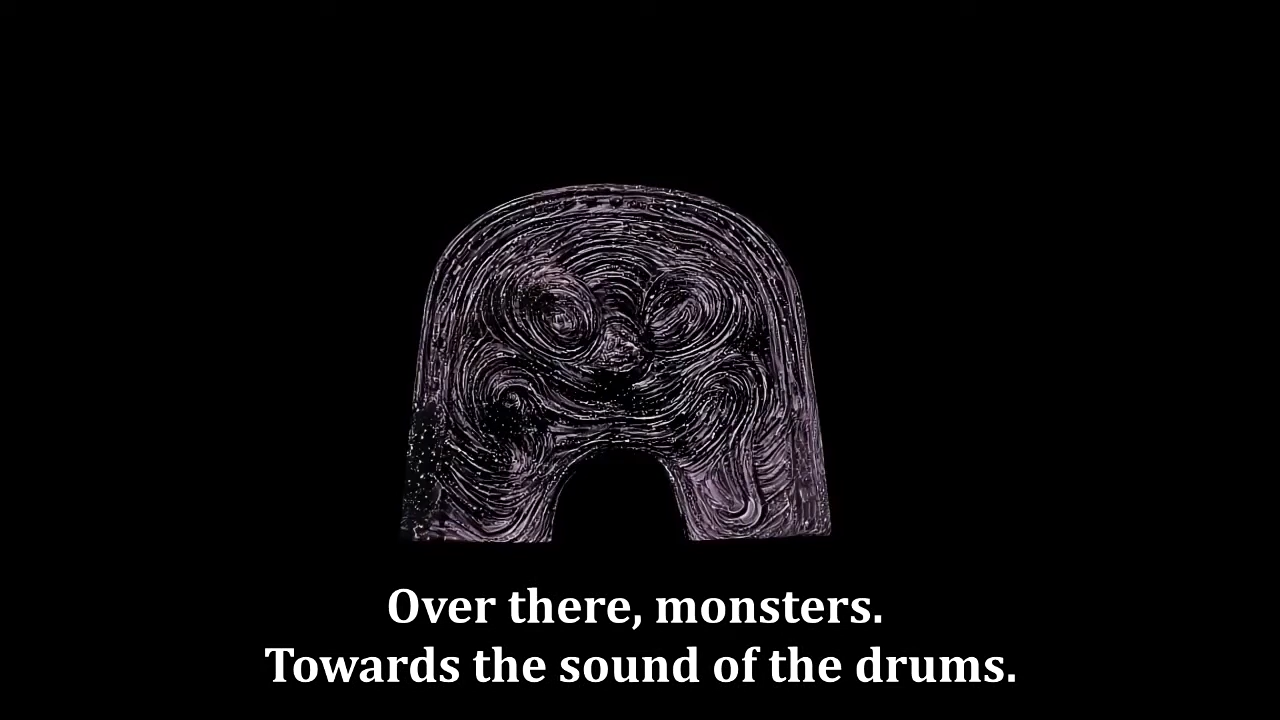 Over there, monsters.
Towards the sound of the drums.